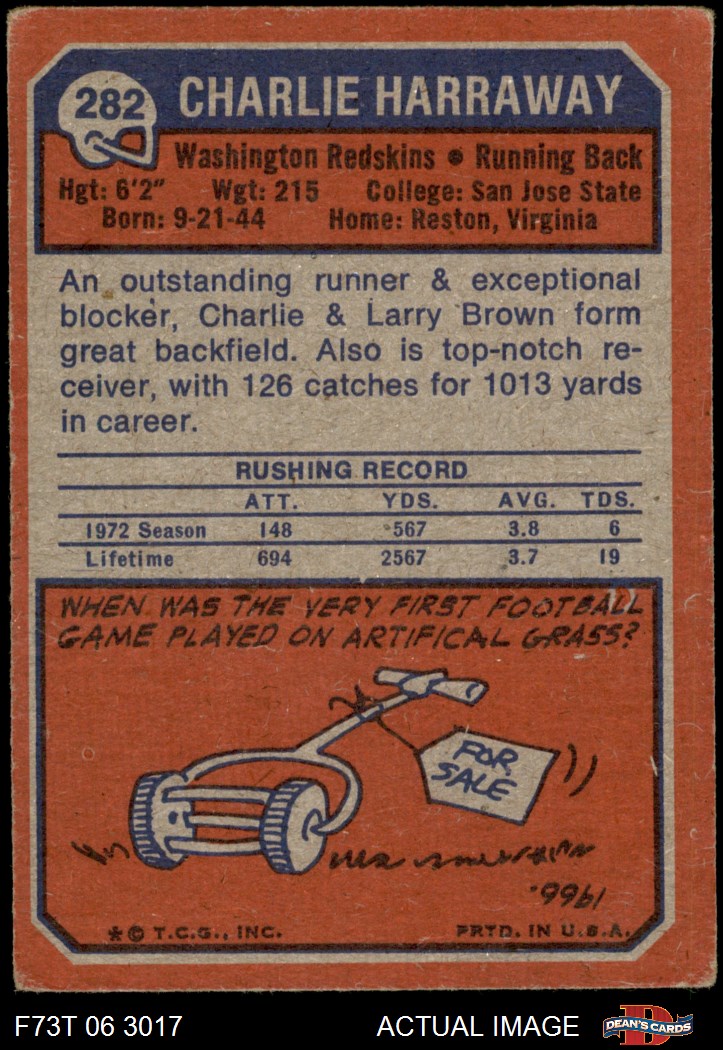 282
CHARLIE HARRAWAY
Washington Redskins • Running Back
Hgt: 6'2" Wgt: 215 College: San Jose State
Born: 9-21-44 Home: Reston, Virginia
An outstanding runner & exceptional
blocker, Charlie & Larry Brown form
great backfield. Also is top-notch re-
ceiver, with 126 catches for 1013 yards
in career.
RUSHING RECORD
ATT. YDS. AVG. TDS.
1972 Season 148 567 3.8 6
Lifetime 694 2567 3.7 19
WHEN WAS THE VERY FIRST FOOTBALL
GAME PLAYED ON ARTIFICAL GRASS?
FOR
SALE
1966.
* © T.C.G., INC. PRTD. IN U.S.A.
F73T 06 3017 ACTUAL IMAGE
D
DEAN'S CARDS